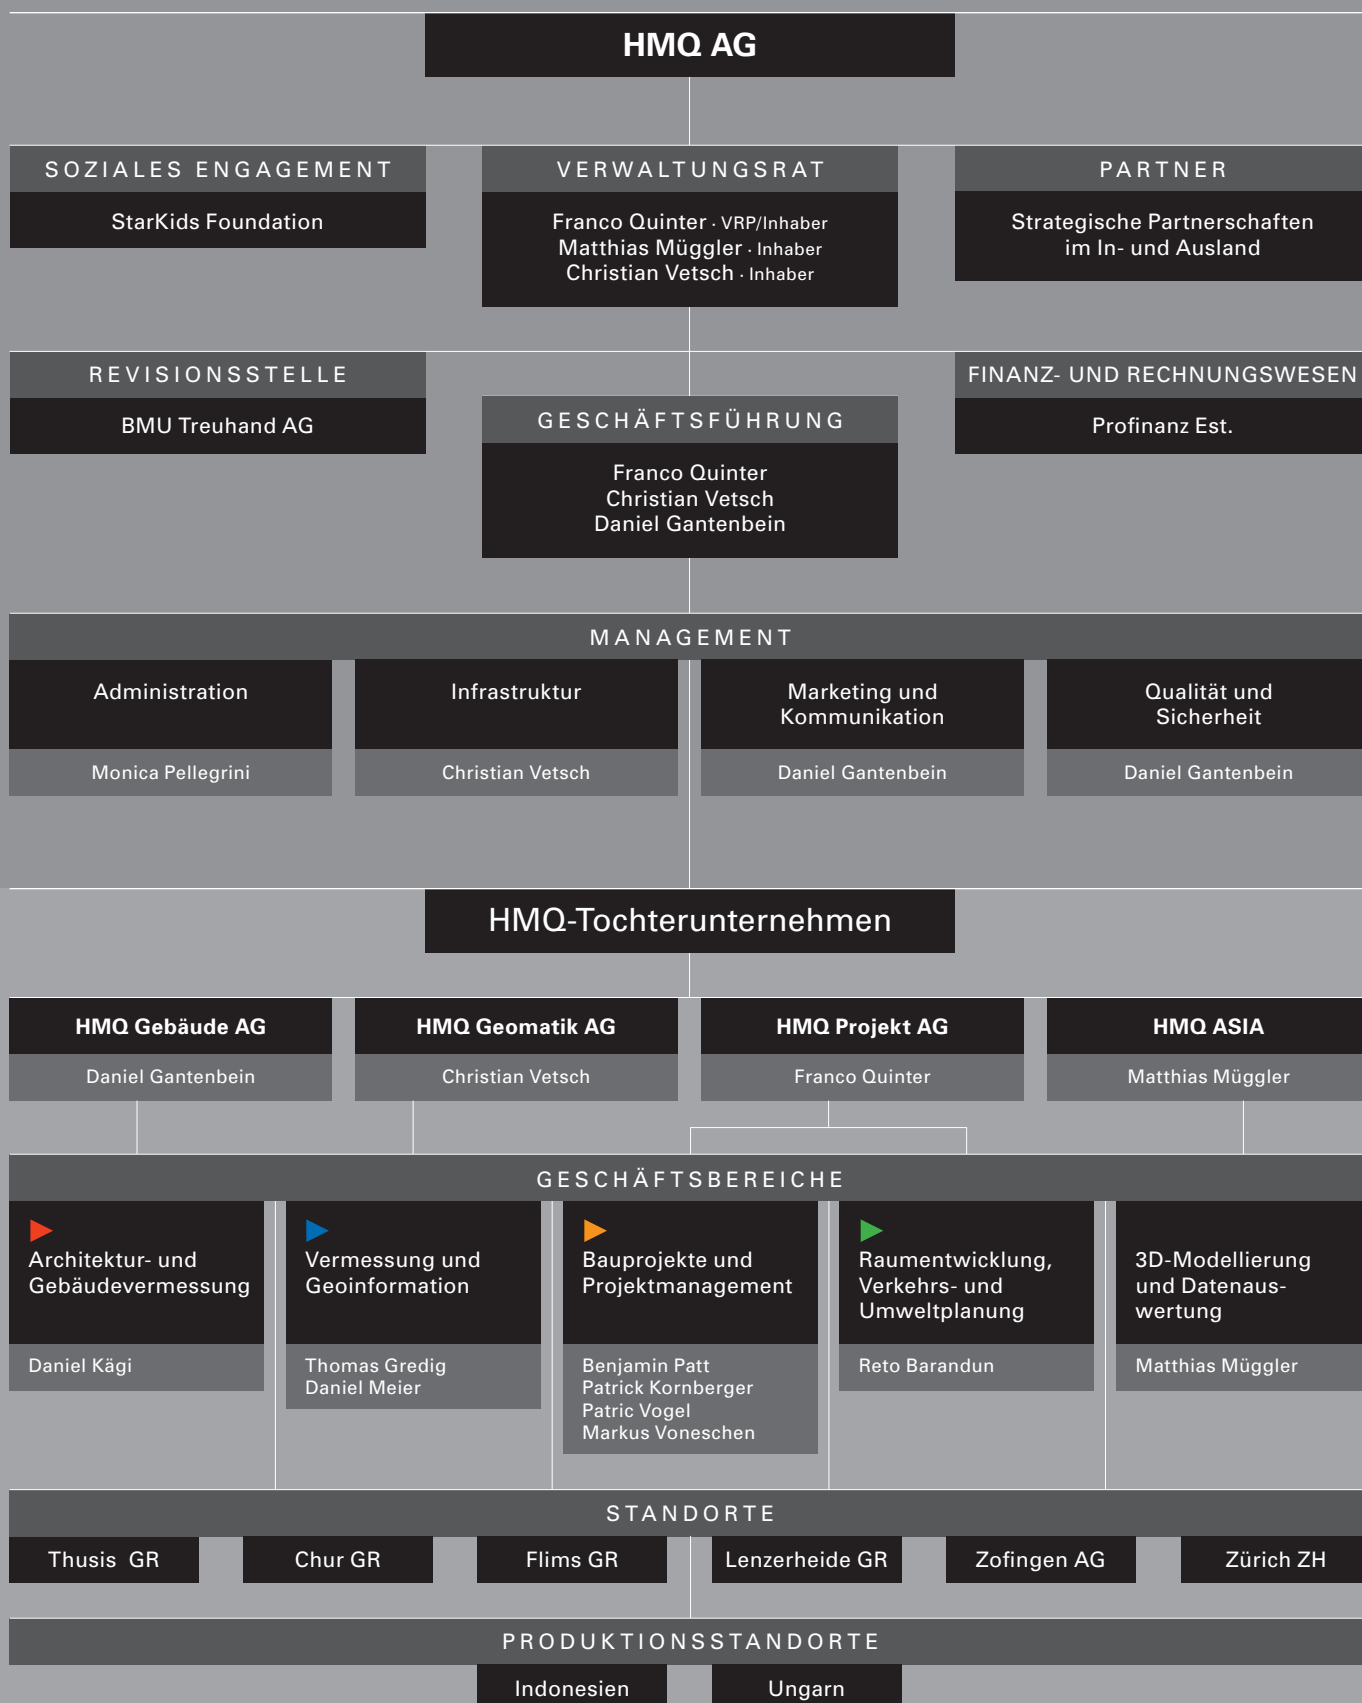 HMQ AG
SOZIALES ENGAGEMENT
StarKids Foundation
VERWALTUNGSRAT
Franco Quinter · VRP/Inhaber
Matthias Müggler · Inhaber
Christian Vetsch · Inhaber
PARTNER
Strategische Partnerschaften
im In- und Ausland
REVISIONSSTELLE
BMU Treuhand AG
GESCHÄFTSFÜHRUNG
Franco Quinter
Christian Vetsch
Daniel Gantenbein
FINANZ- UND RECHNUNGSWESEN
Profinanz Est.
MANAGEMENT
Administration
Monica Pellegrini
Infrastruktur
Christian Vetsch
Marketing und
Kommunikation
Daniel Gantenbein
Qualität und
Sicherheit
Daniel Gantenbein
HMQ-Tochterunternehmen
HMQ Gebäude AG
Daniel Gantenbein
HMQ Geomatik AG
Christian Vetsch
HMQ Projekt AG
Franco Quinter
HMQ ASIA
Matthias Müggler
GESCHÄFTSBEREICHE
Architektur- und
Gebäudevermessung
Daniel Kägi
Vermessung und
Geoinformation
Thomas Gredig
Daniel Meier
Bauprojekte und
Projektmanagement
Benjamin Patt
Patrick Kornberger
Patric Vogel
Markus Voneschen
Raumentwicklung,
Verkehrs- und
Umweltplanung
Reto Barandun
3D-Modellierung
und Datenaus-
wertung
Matthias Müggler
STANDORTE
Thusis GR
Chur GR
Flims GR
Lenzerheide GR
Zofingen AG
Zürich ZH
PRODUKTIONSSTANDORTE
Indonesien
Ungarn